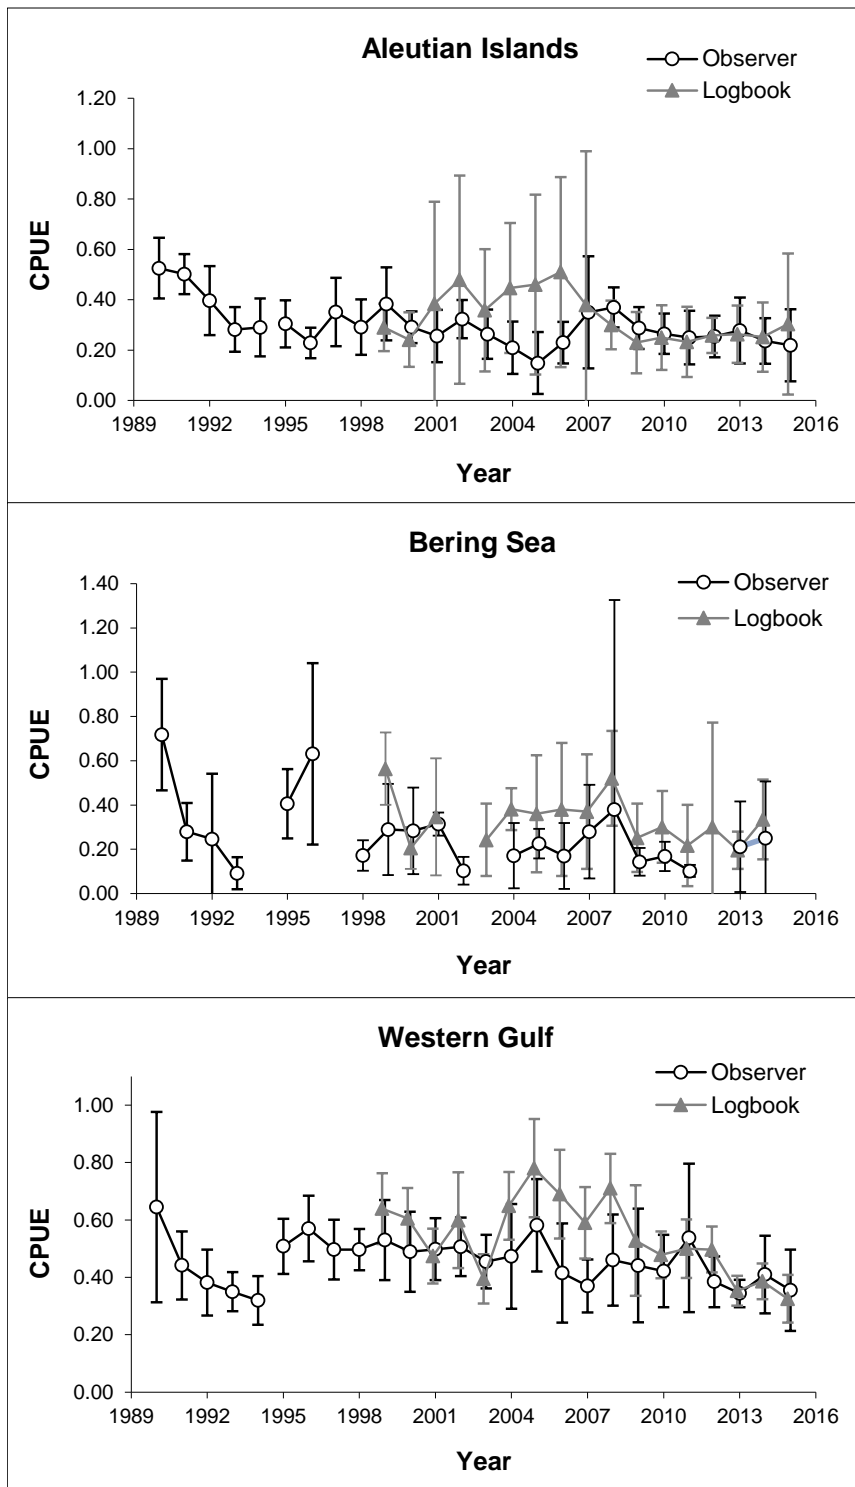 Aleutian Islands
Observer
Logbook
1.20
1.00
0.80
0.60
0.40
0.20
0.00
CPUE
1989 1992 1995 1998 2001 2004 2007 2010 2013 2016
Year
Bering Sea
Observer
Logbook
1.40
1.20
1.00
0.80
0.60
0.40
0.20
0.00
CPUE
1989 1992 1995 1998 2001 2004 2007 2010 2013 2016
Year
Western Gulf
Observer
Logbook
1.00
0.80
0.60
0.40
0.20
0.00
CPUE
1989 1992 1995 1998 2001 2004 2007 2010 2013 2016
Year